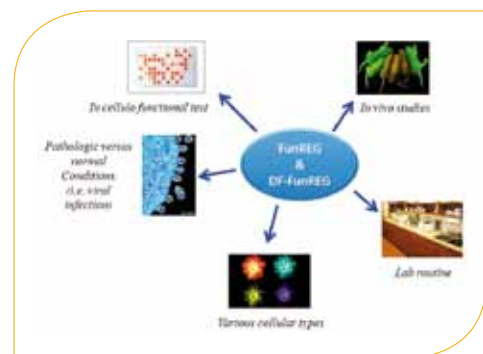 In cellulo functional test
In vivo studies
Pathologic versus
normal
Conditions
(i.e. viral
infections
FunREG
&
DF-FunREG
Lab routine
Various cellular types